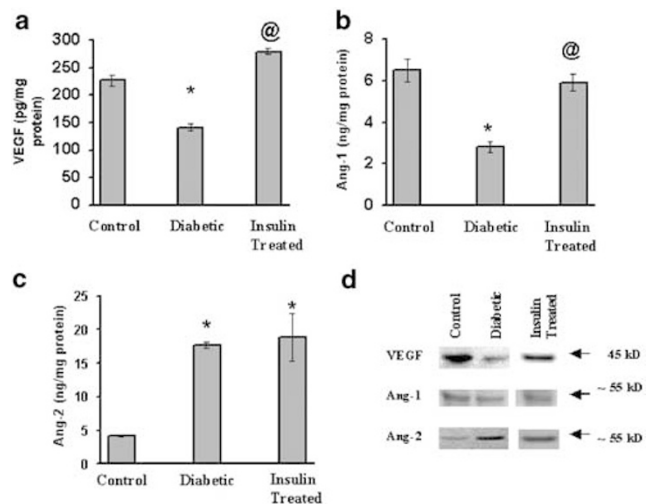 a
VEGF (pg/mg
protein)
300
250
200
150
100
50
0
*
@
Control
Diabetic
Insulin
Treated
b
Ang-1 (ng/mg protein)
8
6
4
2
0
*
@
Control
Diabetic
Insulin
Treated
c
Ang-2 (ng/mg protein)
25
20
15
10
5
0
*
*
Control
Diabetic
Insulin
Treated
d
Control
Diabetic
Insulin
Treated
VEGF
45 kD
Ang-1
~ 55 kD
Ang-2
~ 55 kD